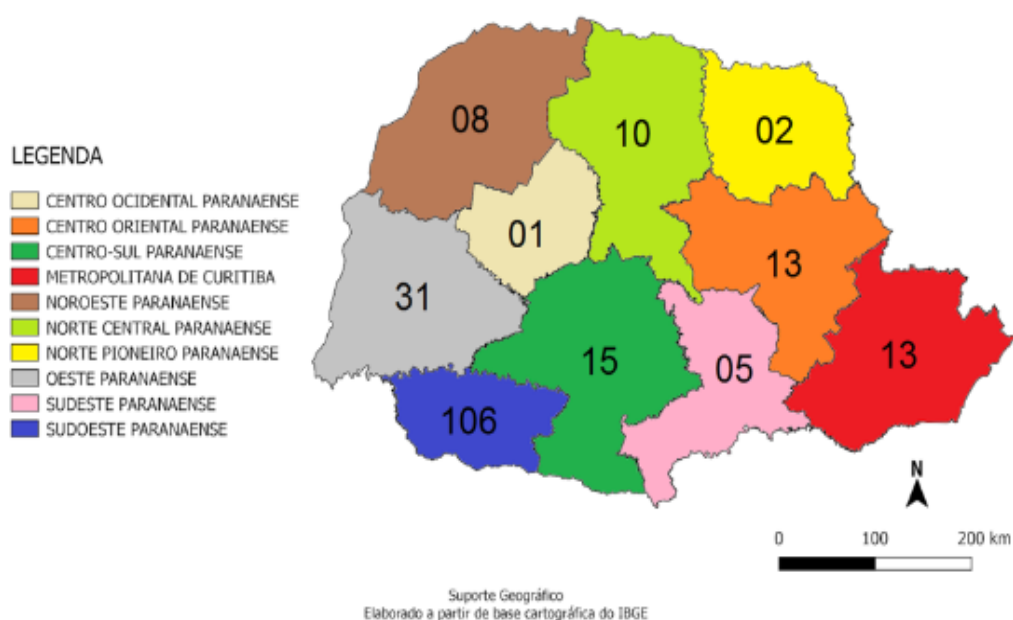 08
10
02
LEGENDA
CENTRO OCIDENTAL PARANAENSE
CENTRO ORIENTAL PARANAENSE
CENTRO-SUL PARANAENSE
METROPOLITANA DE CURITIBA
NOROESTE PARANAENSE
NORTE CENTRAL PARANAENSE
NORTE PIONEIRO PARANAENSE
OESTE PARANAENSE
SUDESTE PARANAENSE
SUDOESTE PARANAENSE
01
13
31
15
05
13
106
N
0 100 200 km
Suporte Geográfico
Elaborado a partir de base cartográfica do IBGE